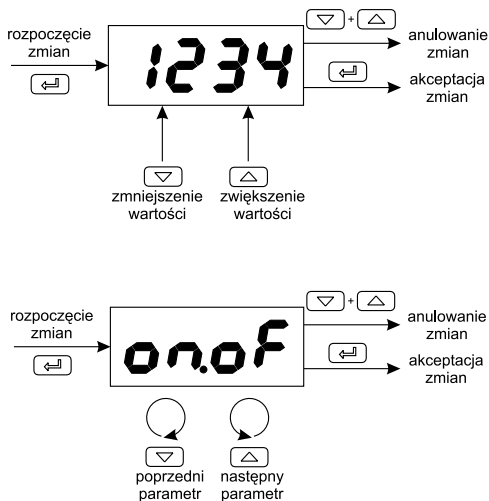 rozpoczęcie
zmian
1234
+
anulowanie
zmian
akceptacja
zmian
zmniejszenie
wartości
zwiększenie
wartości
rozpoczęcie
zmian
on.oF
+
anulowanie
zmian
akceptacja
zmian
poprzedni
parametr
następny
parametr